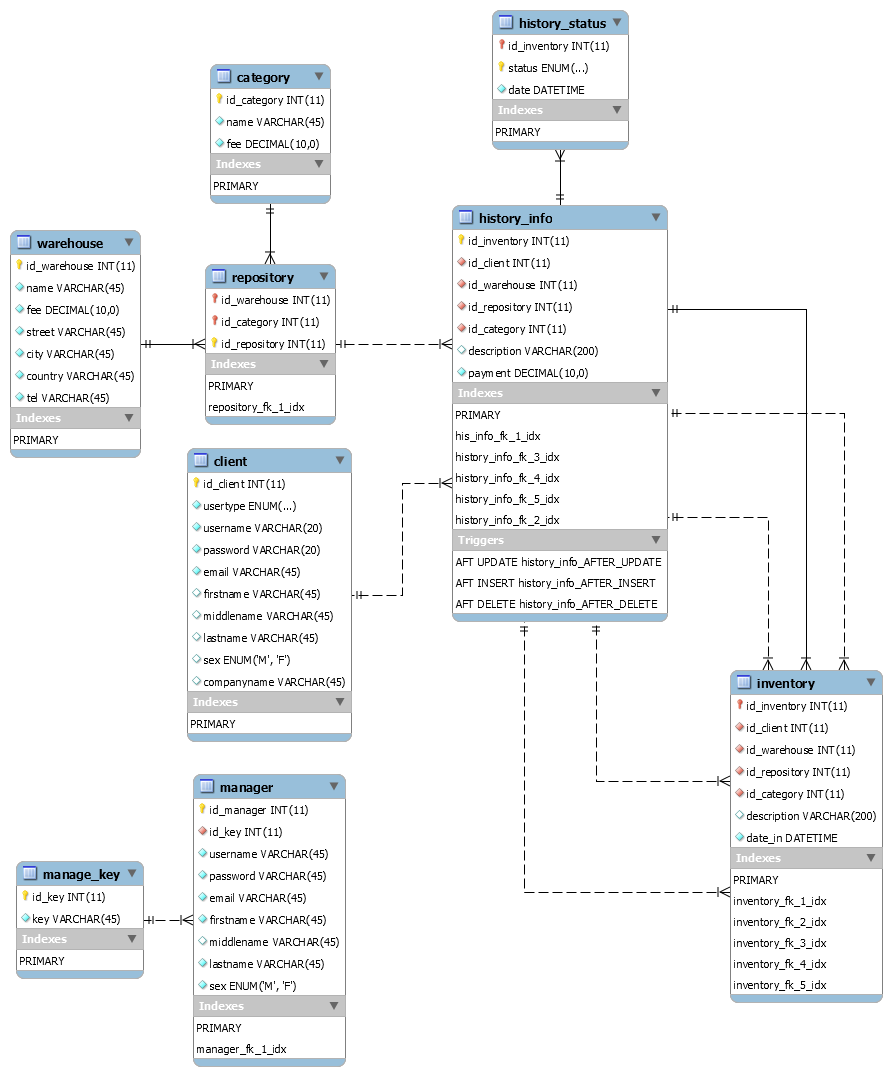 history_status
id_inventory INT(11)
status ENUM(...)
date DATETIME
Indexes
PRIMARY
category
id_category INT(11)
name VARCHAR(45)
fee DECIMAL(10,0)
Indexes
PRIMARY
warehouse
id_warehouse INT(11)
name VARCHAR(45)
fee DECIMAL(10,0)
street VARCHAR(45)
city VARCHAR(45)
country VARCHAR(45)
tel VARCHAR(45)
Indexes
PRIMARY
repository
id_warehouse INT(11)
id_category INT(11)
id_repository INT(11)
Indexes
PRIMARY
repository_fk_1_idx
history_info
id_inventory INT(11)
id_client INT(11)
id_warehouse INT(11)
id_repository INT(11)
id_category INT(11)
description VARCHAR(200)
payment DECIMAL(10,0)
Indexes
PRIMARY
his_info_fk_1_idx
history_info_fk_3_idx
history_info_fk_4_idx
history_info_fk_5_idx
history_info_fk_2_idx
Triggers
AFT UPDATE history_info_AFTER_UPDATE
AFT INSERT history_info_AFTER_INSERT
AFT DELETE history_info_AFTER_DELETE
client
id_client INT(11)
usertype ENUM(...)
username VARCHAR(20)
password VARCHAR(20)
email VARCHAR(45)
firstname VARCHAR(45)
middlename VARCHAR(45)
lastname VARCHAR(45)
sex ENUM('M', 'F')
companyname VARCHAR(45)
Indexes
PRIMARY
inventory
id_inventory INT(11)
id_client INT(11)
id_warehouse INT(11)
id_repository INT(11)
id_category INT(11)
description VARCHAR(200)
date_in DATETIME
Indexes
PRIMARY
inventory_fk_1_idx
inventory_fk_2_idx
inventory_fk_3_idx
inventory_fk_4_idx
inventory_fk_5_idx
manager
id_manager INT(11)
id_key INT(11)
username VARCHAR(45)
password VARCHAR(45)
email VARCHAR(45)
firstname VARCHAR(45)
middlename VARCHAR(45)
lastname VARCHAR(45)
sex ENUM('M', 'F')
Indexes
PRIMARY
manager_fk_1_idx
manage_key
id_key INT(11)
key VARCHAR(45)
Indexes
PRIMARY